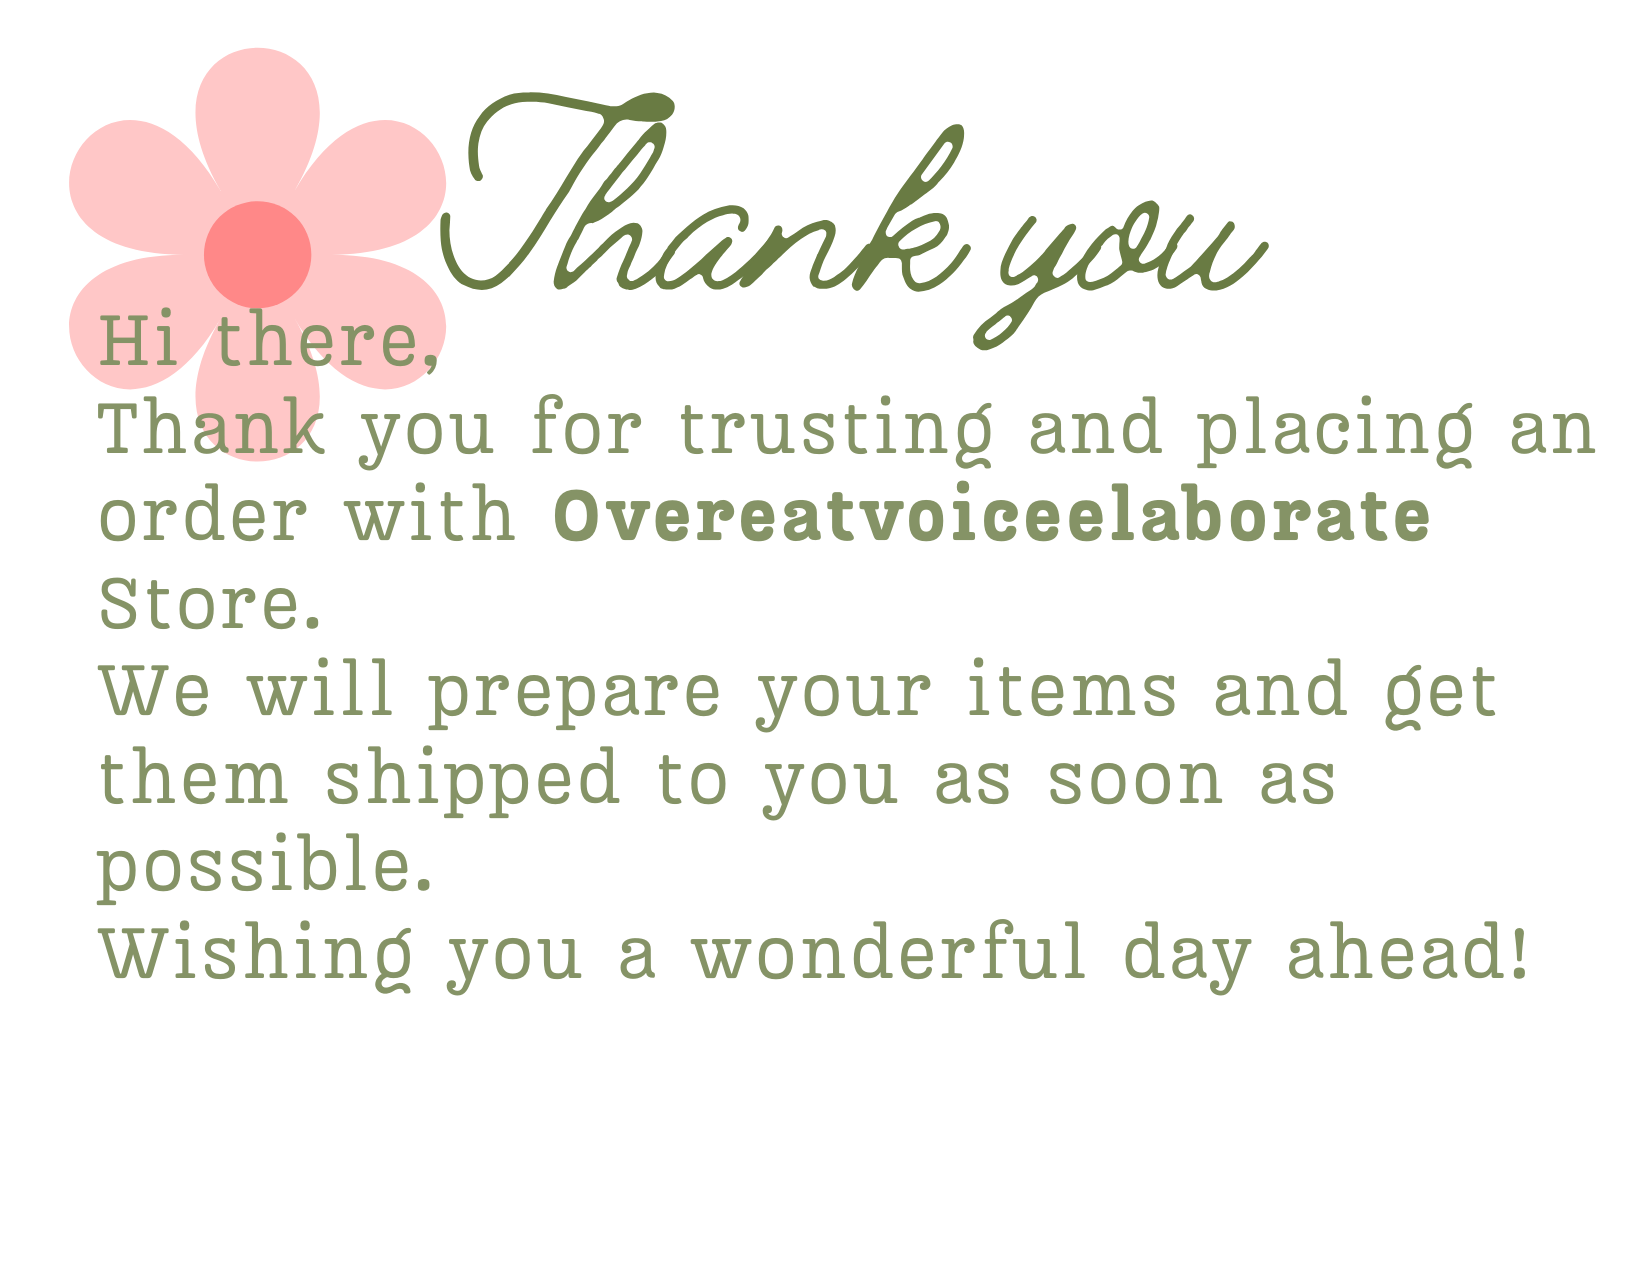 Thank you
Hi there,
Thank you for trusting and placing an
order with Overeatvoiceelaborate
Store.
We will prepare your items and get
them shipped to you as soon as
possible.
Wishing you a wonderful day ahead!